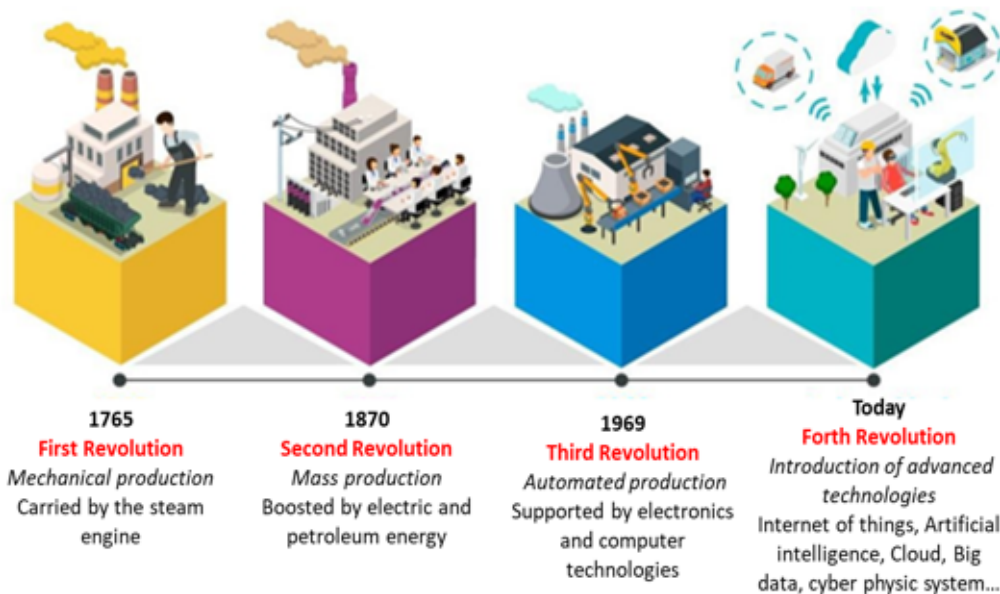 1765
First Revolution
Mechanical production
Carried by the steam
engine
1870
Second Revolution
Mass production
Boosted by electric and
petroleum energy
1969
Third Revolution
Automated production
Supported by electronics
and computer
technologies
Today
Forth Revolution
Introduction of advanced
technologies
Internet of things, Artificial
intelligence, Cloud, Big
data, cyber physic system...